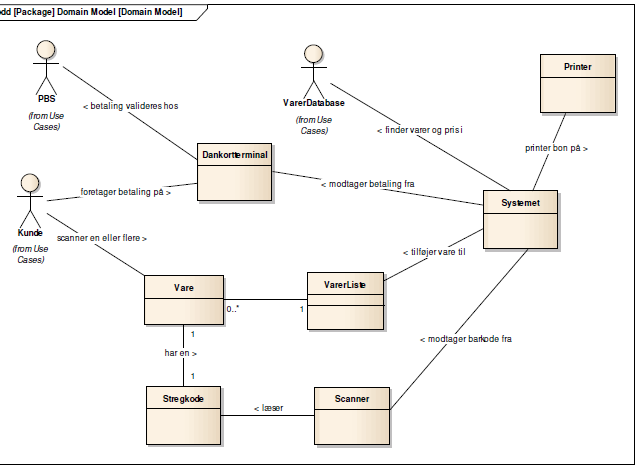 odd [Package] Domain Model [Domain Model]
PBS
(from Use
Cases)
< betaling valideres hos
VarerDatabase
(from Use
Cases)
< finder varer og pris i
Printer
printer bon på >
Dankortterminal
< modtager betaling fra
Systemet
foretager betaling på >
Kunde
(from Use
Cases)
scanner en eller flere >
< tilføjer vare til
Vare
0..*
1
VarerListe
1
har en >
1
< modtager barkode fra
Stregkode
< læser
Scanner